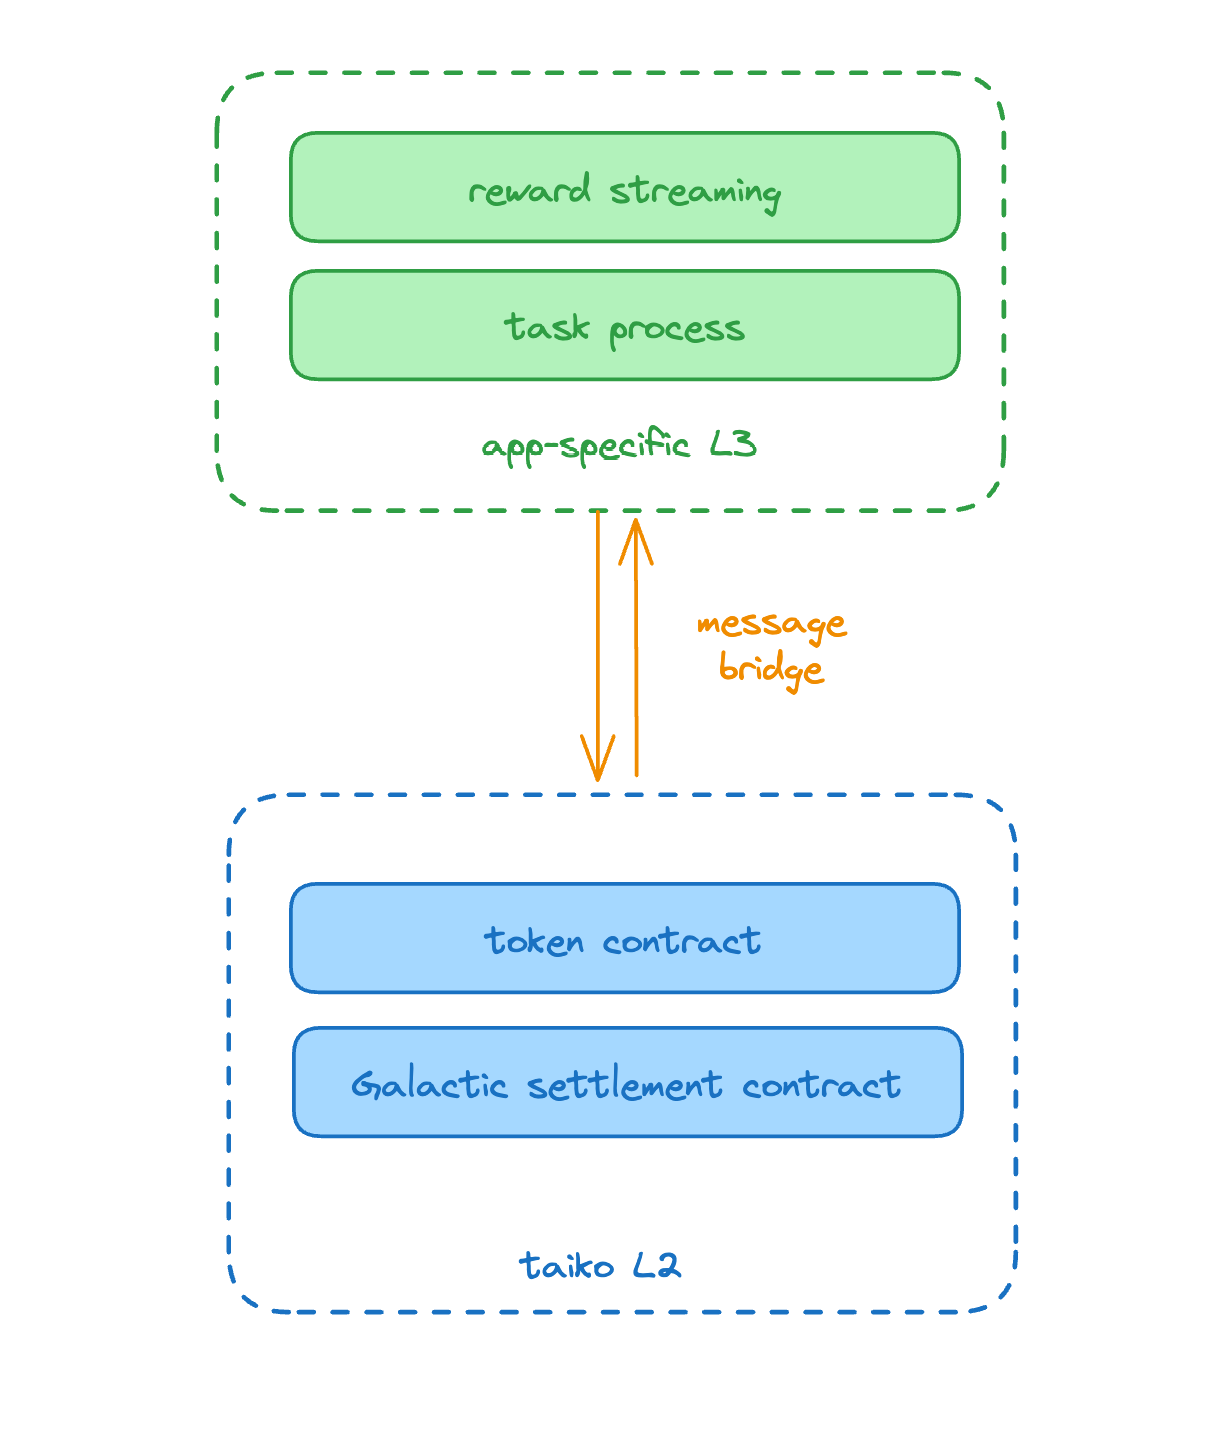 reward streaming
task process
app-specific L3
message
bridge
token contract
Galactic settlement contract
taiko L2